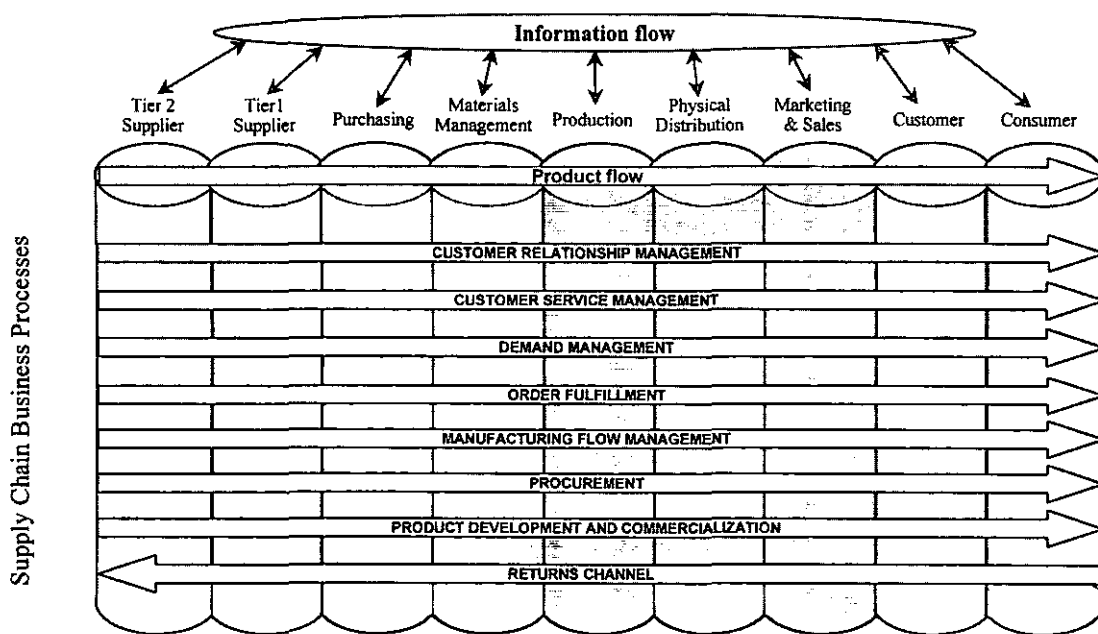 Information flow
Tier 2
Supplier
Tier1
Supplier
Purchasing
Materials
Management
Production
Physical
Distribution
Marketing
& Sales
Customer
Consumer
Product flow
Supply Chain Business Processes
CUSTOMER RELATIONSHIP MANAGEMENT
CUSTOMER SERVICE MANAGEMENT
DEMAND MANAGEMENT
ORDER FULFILLMENT
MANUFACTURING FLOW MANAGEMENT
PROCUREMENT
PRODUCT DEVELOPMENT AND COMMERCIALIZATION
RETURNS CHANNEL